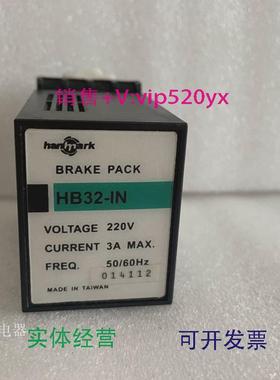 销售+V:vip520yx
hanmark
BRAKE PACK
HB32-IN
VOLTAGE 220V
CURRENT 3A MAX.
FREQ. 50/60Hz
014112
MADE IN TAIWAN
电器
实体经营 可开发票